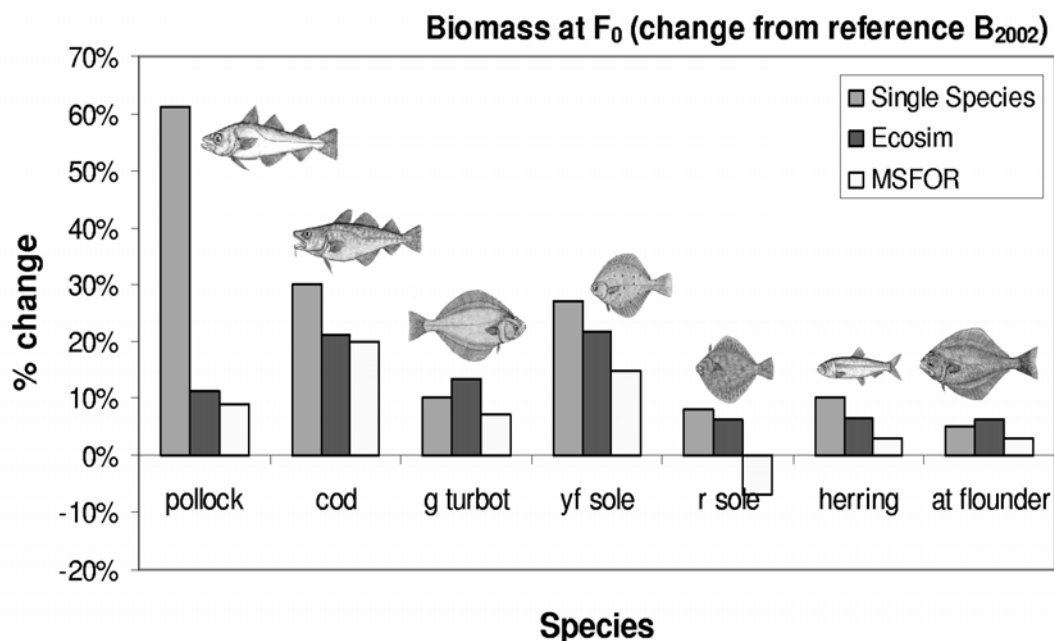 Biomass at F0 (change from reference B2002)
70%
60%
50%
40%
30%
20%
10%
0%
-10%
-20%
% change
Single Species
Ecosim
MSFOR
pollock cod g turbot yf sole r sole herring at flounder
Species